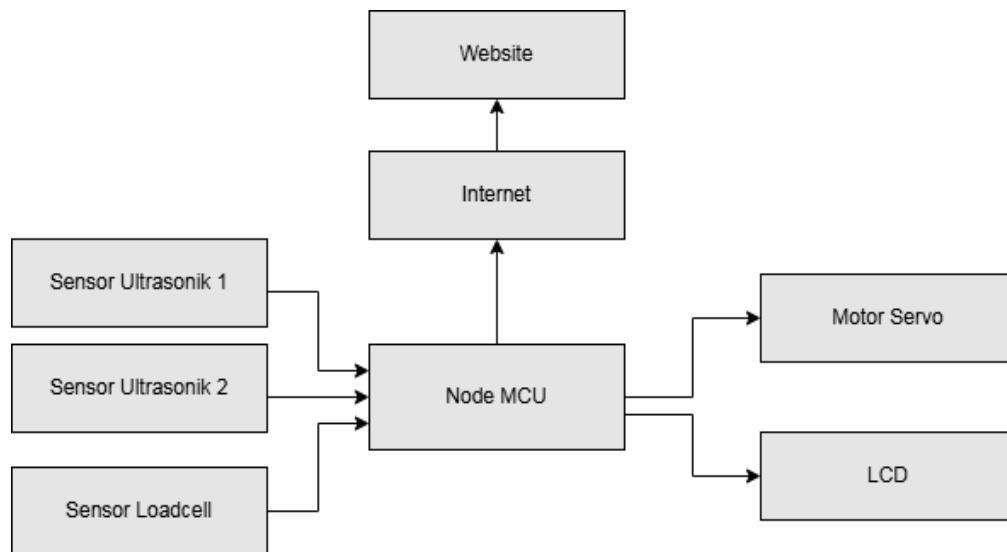 Website
Internet
Sensor Ultrasonik 1
Motor Servo
Sensor Ultrasonik 2
Node MCU
LCD
Sensor Loadcell